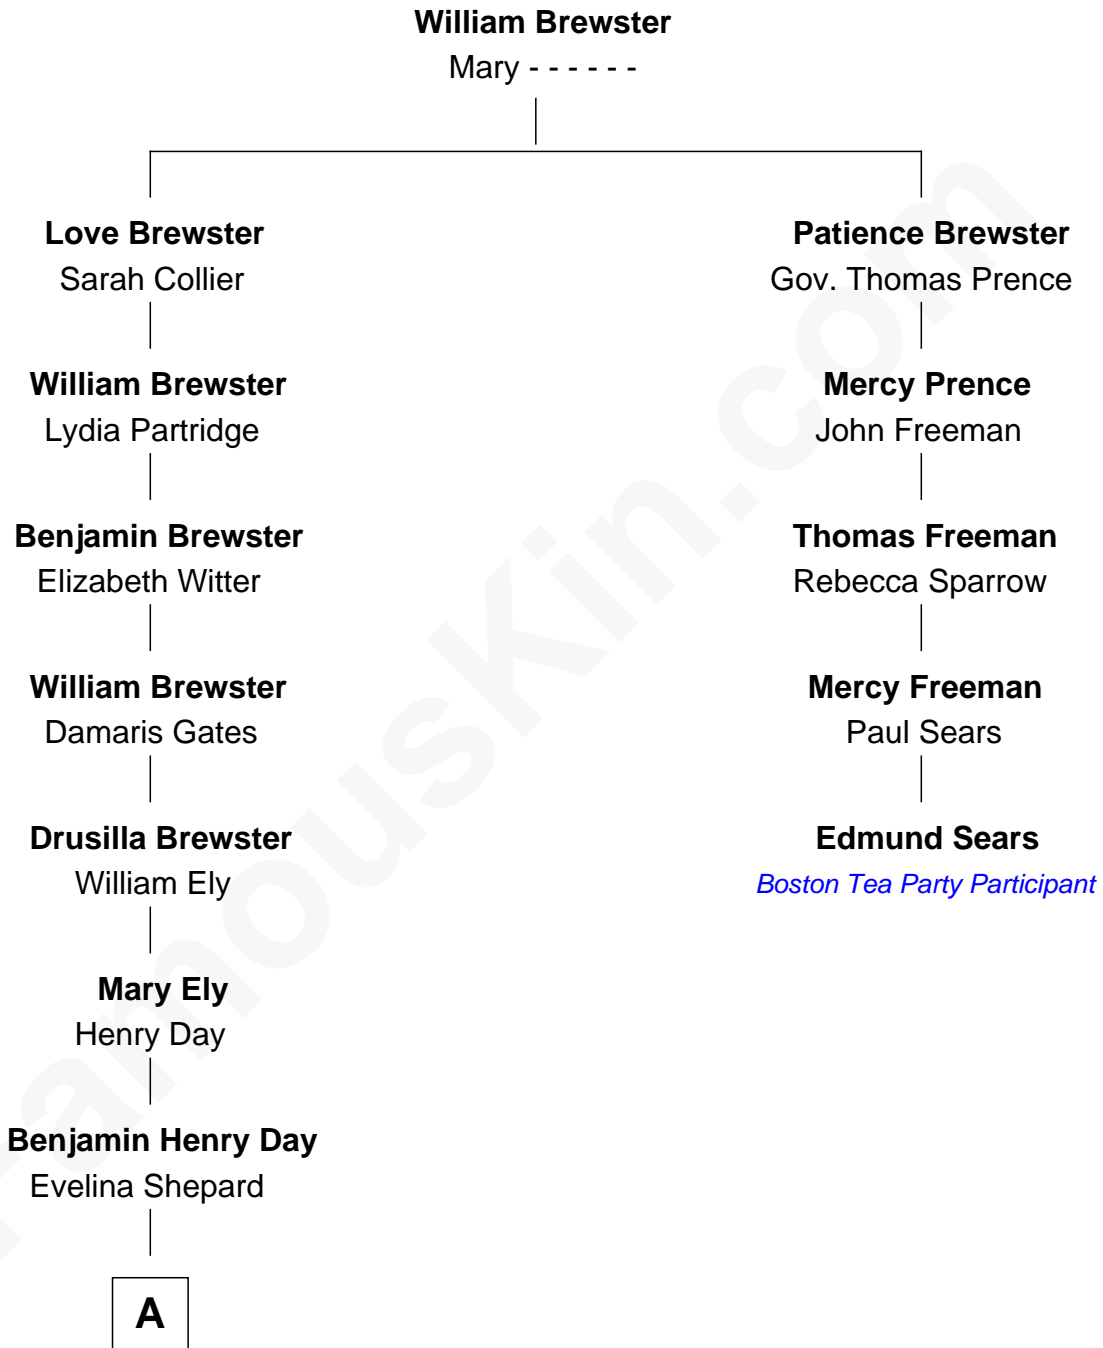 William Brewster
Mary - - - - - -
Love Brewster
Sarah Collier
Patience Brewster
Gov. Thomas Prence
William Brewster
Lydia Partridge
Mercy Prence
John Freeman
Benjamin Brewster
Elizabeth Witter
Thomas Freeman
Rebecca Sparrow
William Brewster
Damaris Gates
Mercy Freeman
Paul Sears
Drusilla Brewster
William Ely
Edmund Sears
Boston Tea Party Participant
Mary Ely
Henry Day
Benjamin Henry Day
Evelina Shepard
A
FamousKin.com